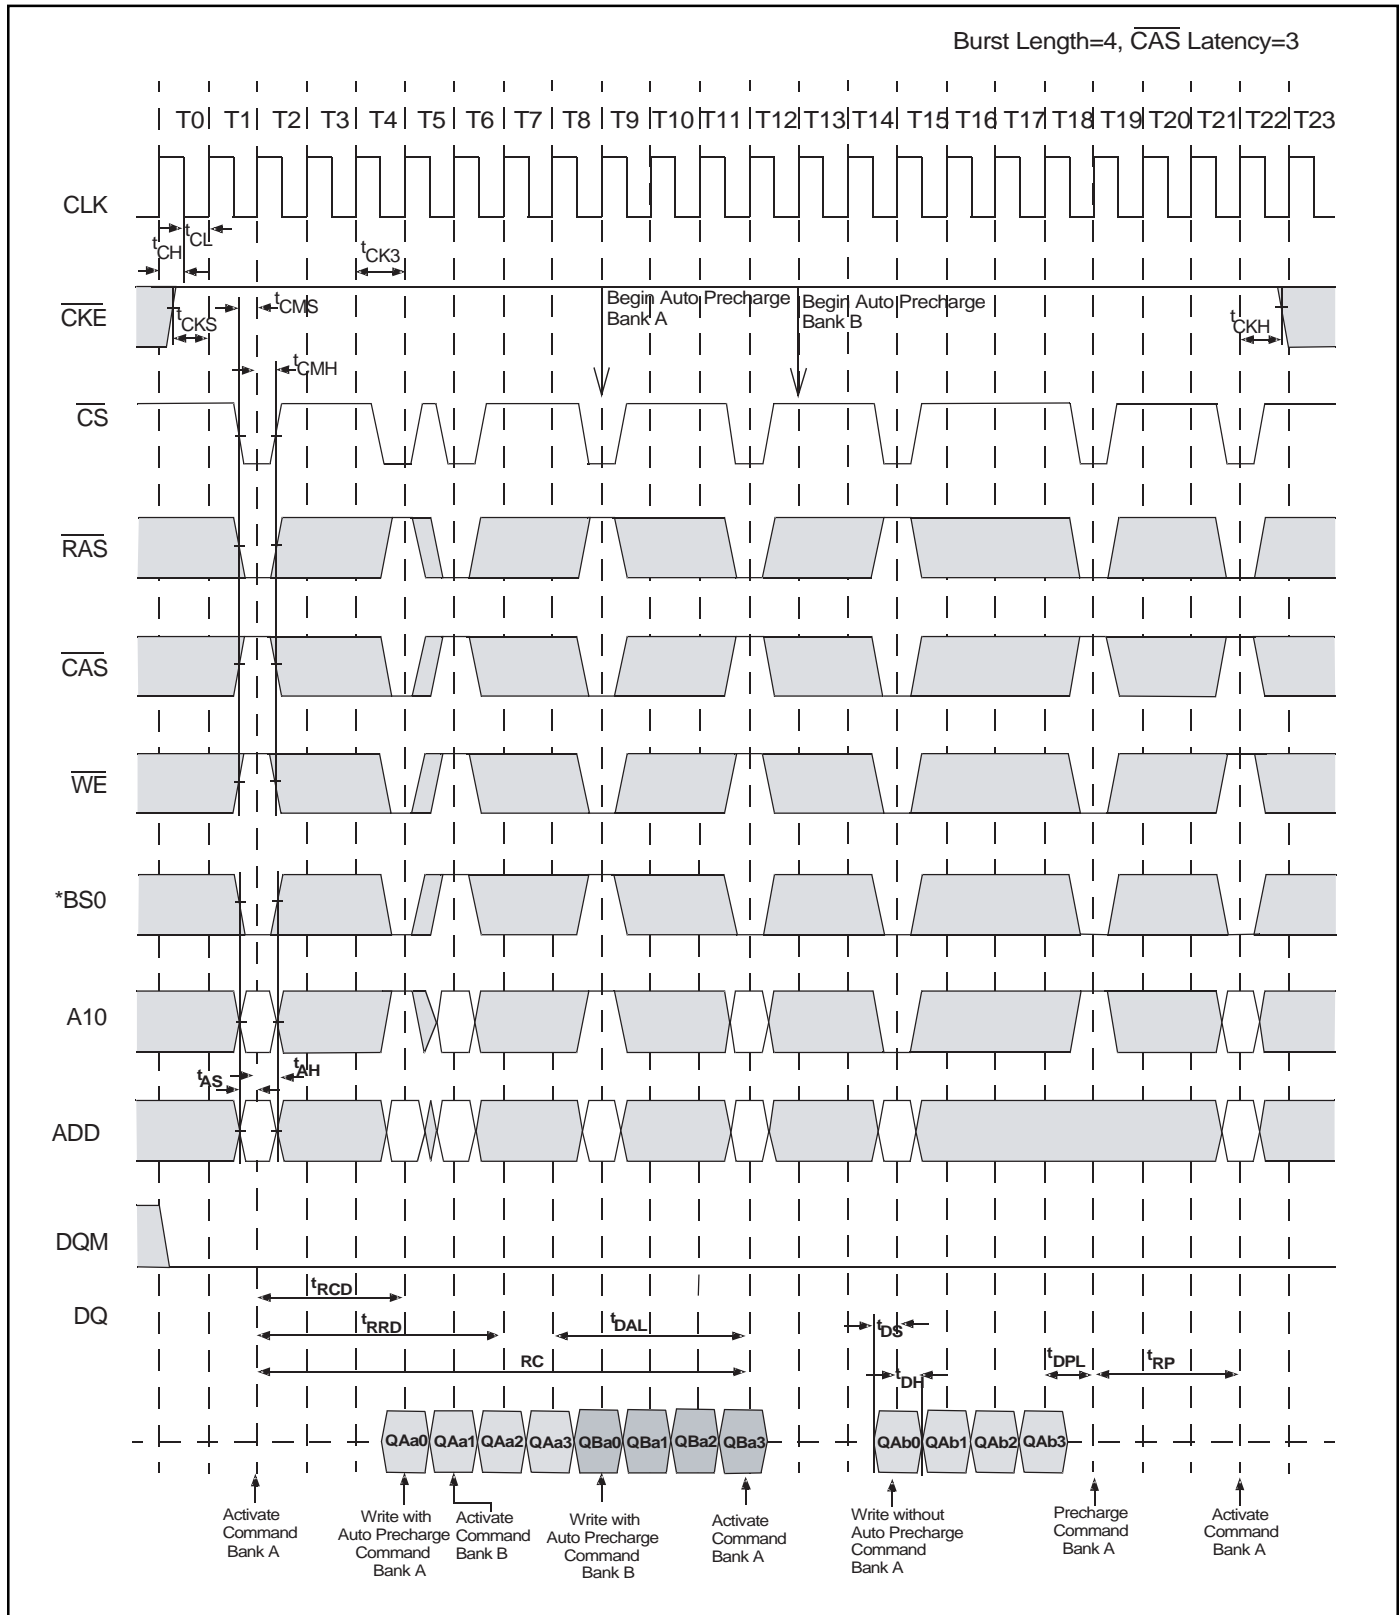 Burst Length=4, CAS Latency=3
T0 T1 T2 T3 T4 T5 T6 T7 T8 T9 T10 T11 T12 T13 T14 T15 T16 T17 T18 T19 T20 T21 T22 T23
CLK
tCH tCL
tCK3
CKE
tCKS
tCMS
Begin Auto Precharge
Bank A
Begin Auto Precharge
Bank B
tCKH
tCMH
CS
RAS
CAS
WE
*BS0
A10
tAS tAH
ADD
DQM
DQ
tRCD
tRRD
tDAL
RC
tDS
tDH
tDPL
tRP
QAa0 QAa1 QAa2 QAa3 QBa0 QBa1 QBa2 QBa3 QAb0 QAb1 QAb2 QAb3
Activate
Command
Bank A
Write with
Auto Precharge
Command
Bank A
Activate
Command
Bank B
Write with
Auto Precharge
Command
Bank B
Activate
Command
Bank A
Write without
Auto Precharge
Command
Bank A
Precharge
Command
Bank A
Activate
Command
Bank A